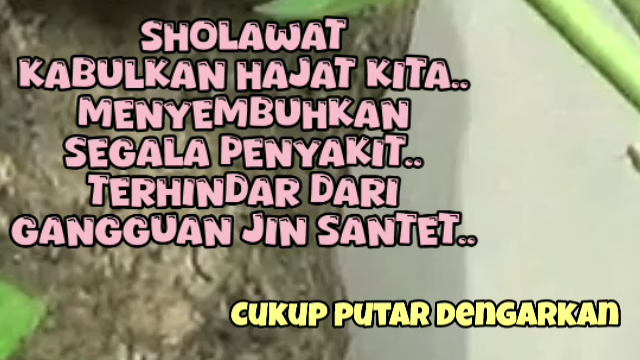 SHOLAWAT
KABULKAN HAJAT KITA..
MENYEMBUHKAN
SEGALA PENYAKIT..
TERHINDAR DARI
GANGGUAN JIN SANTET..
CUKUP PUTAR DENGARKAN